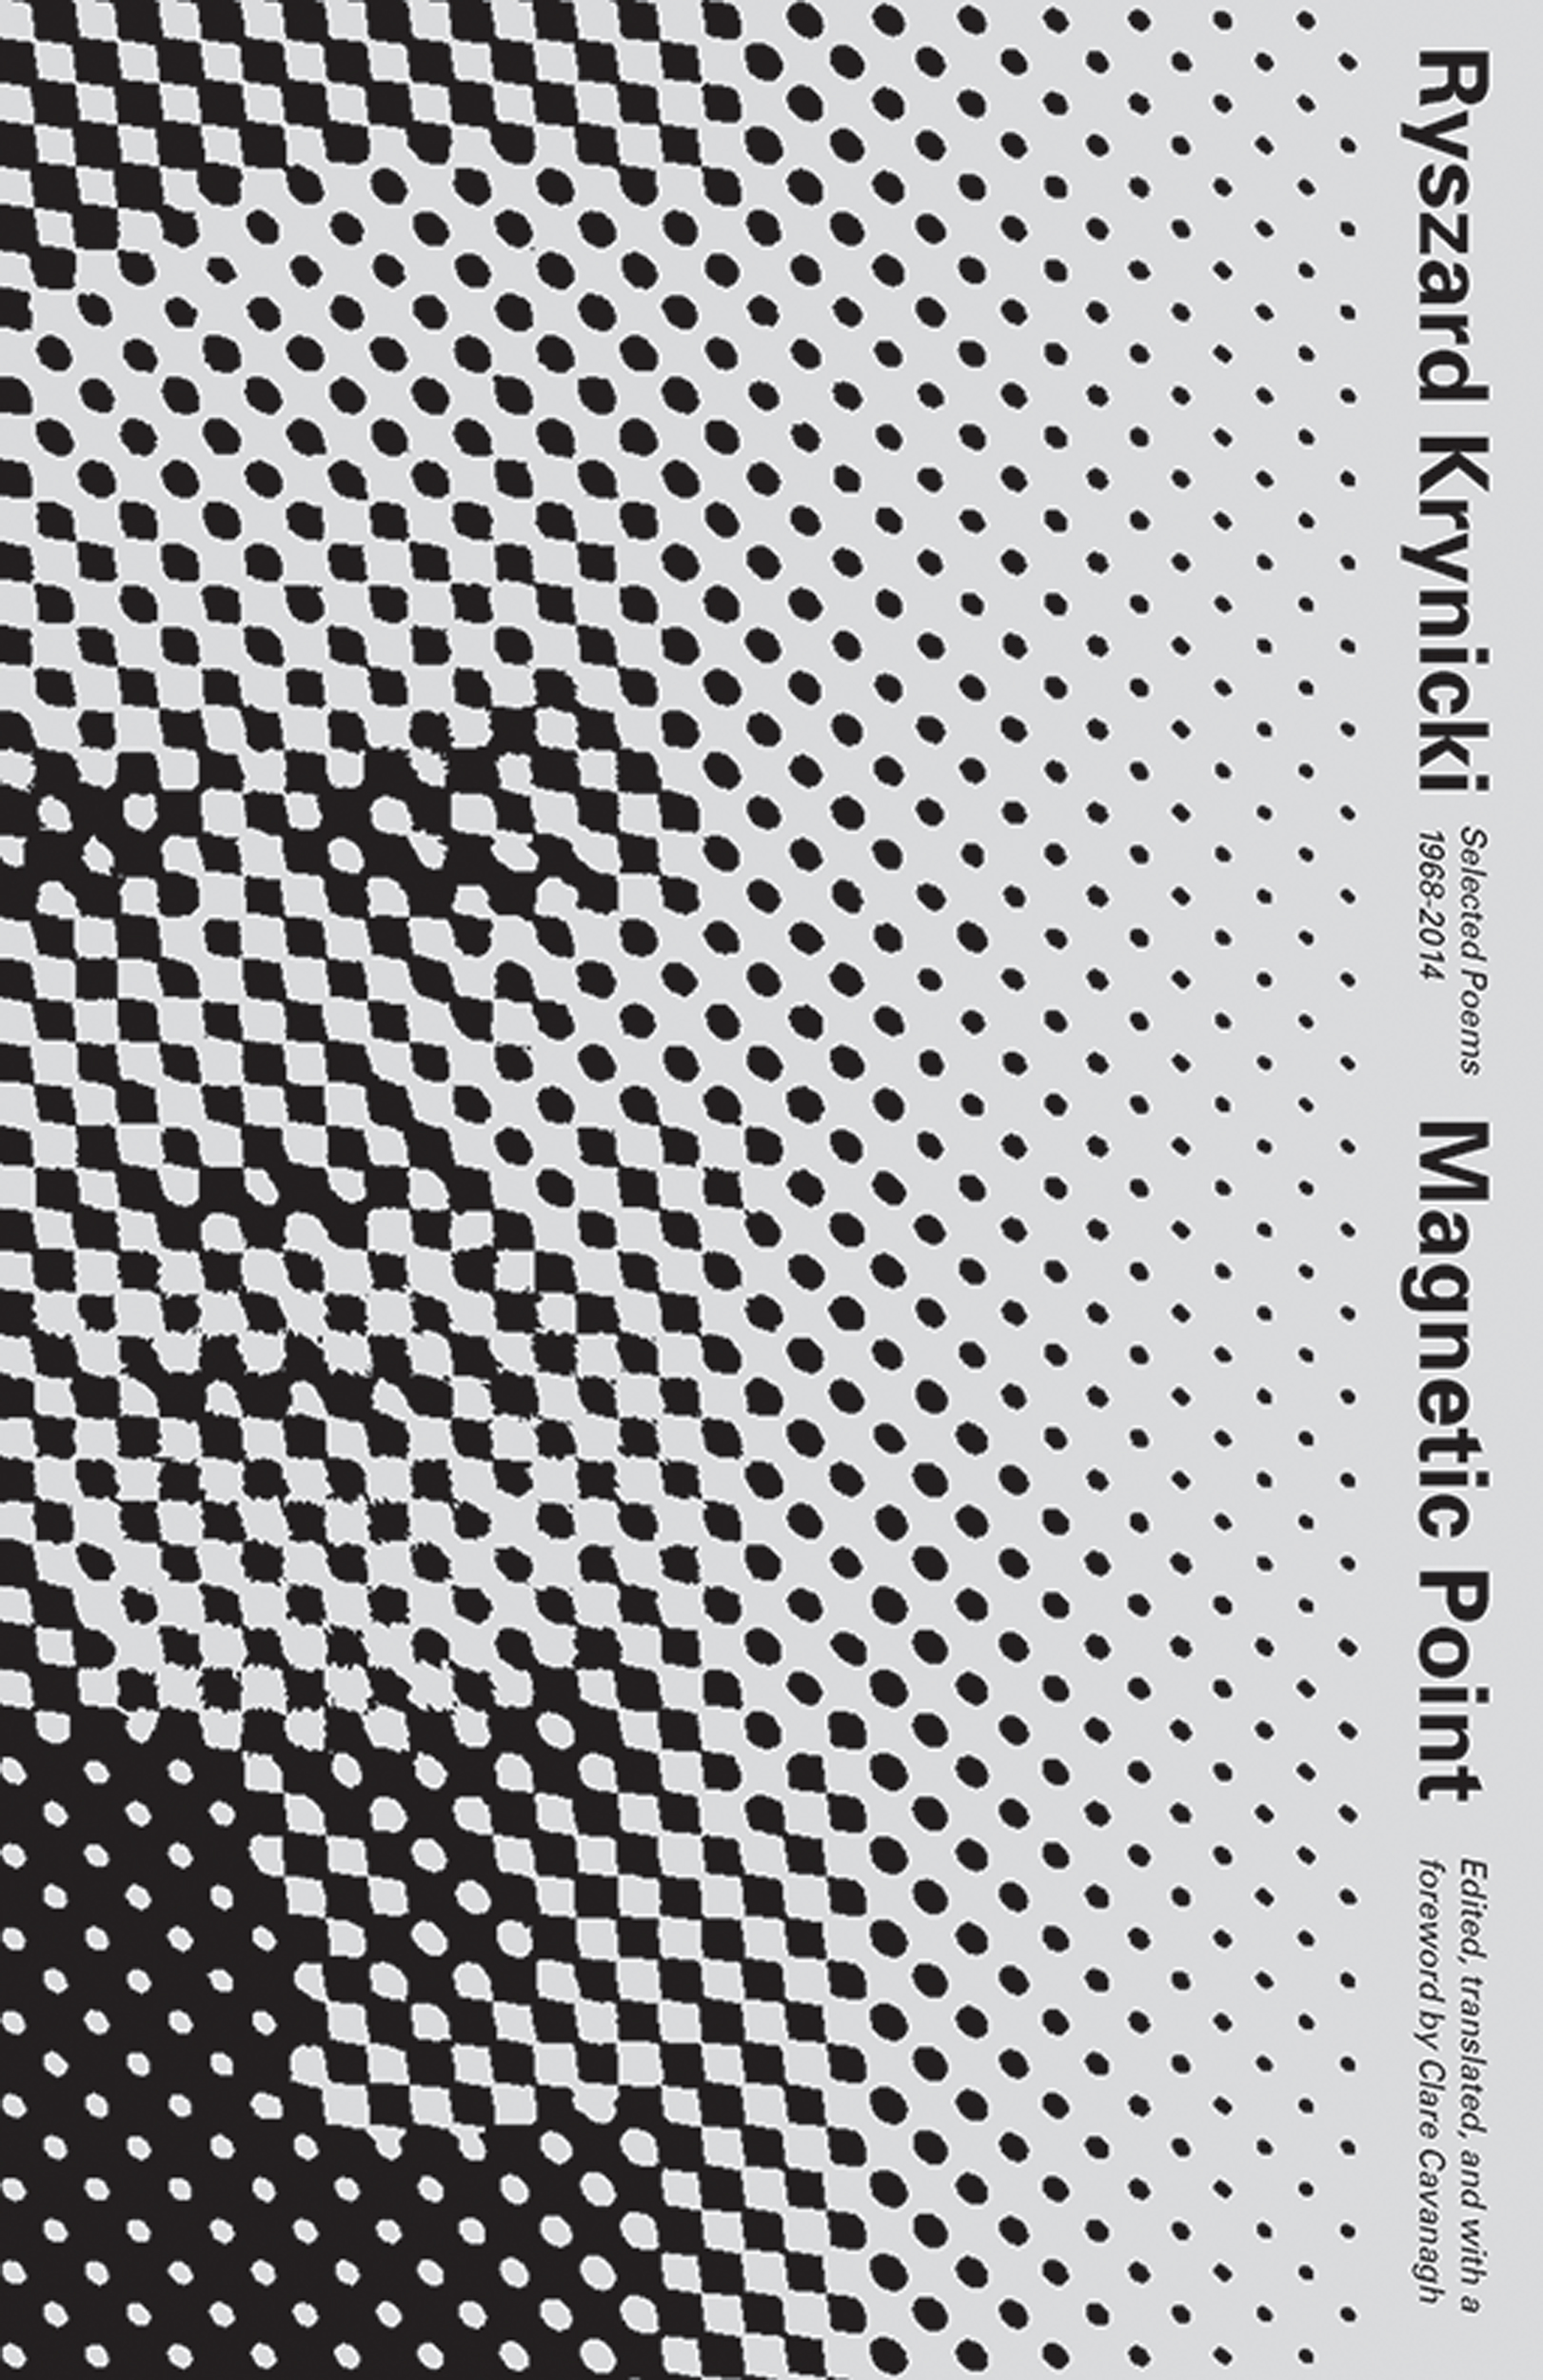 Ryszard Krynicki
Selected Poems
1968-2014
Magnetic Point
Edited, translated, and with a
foreword by Clare Cavanagh